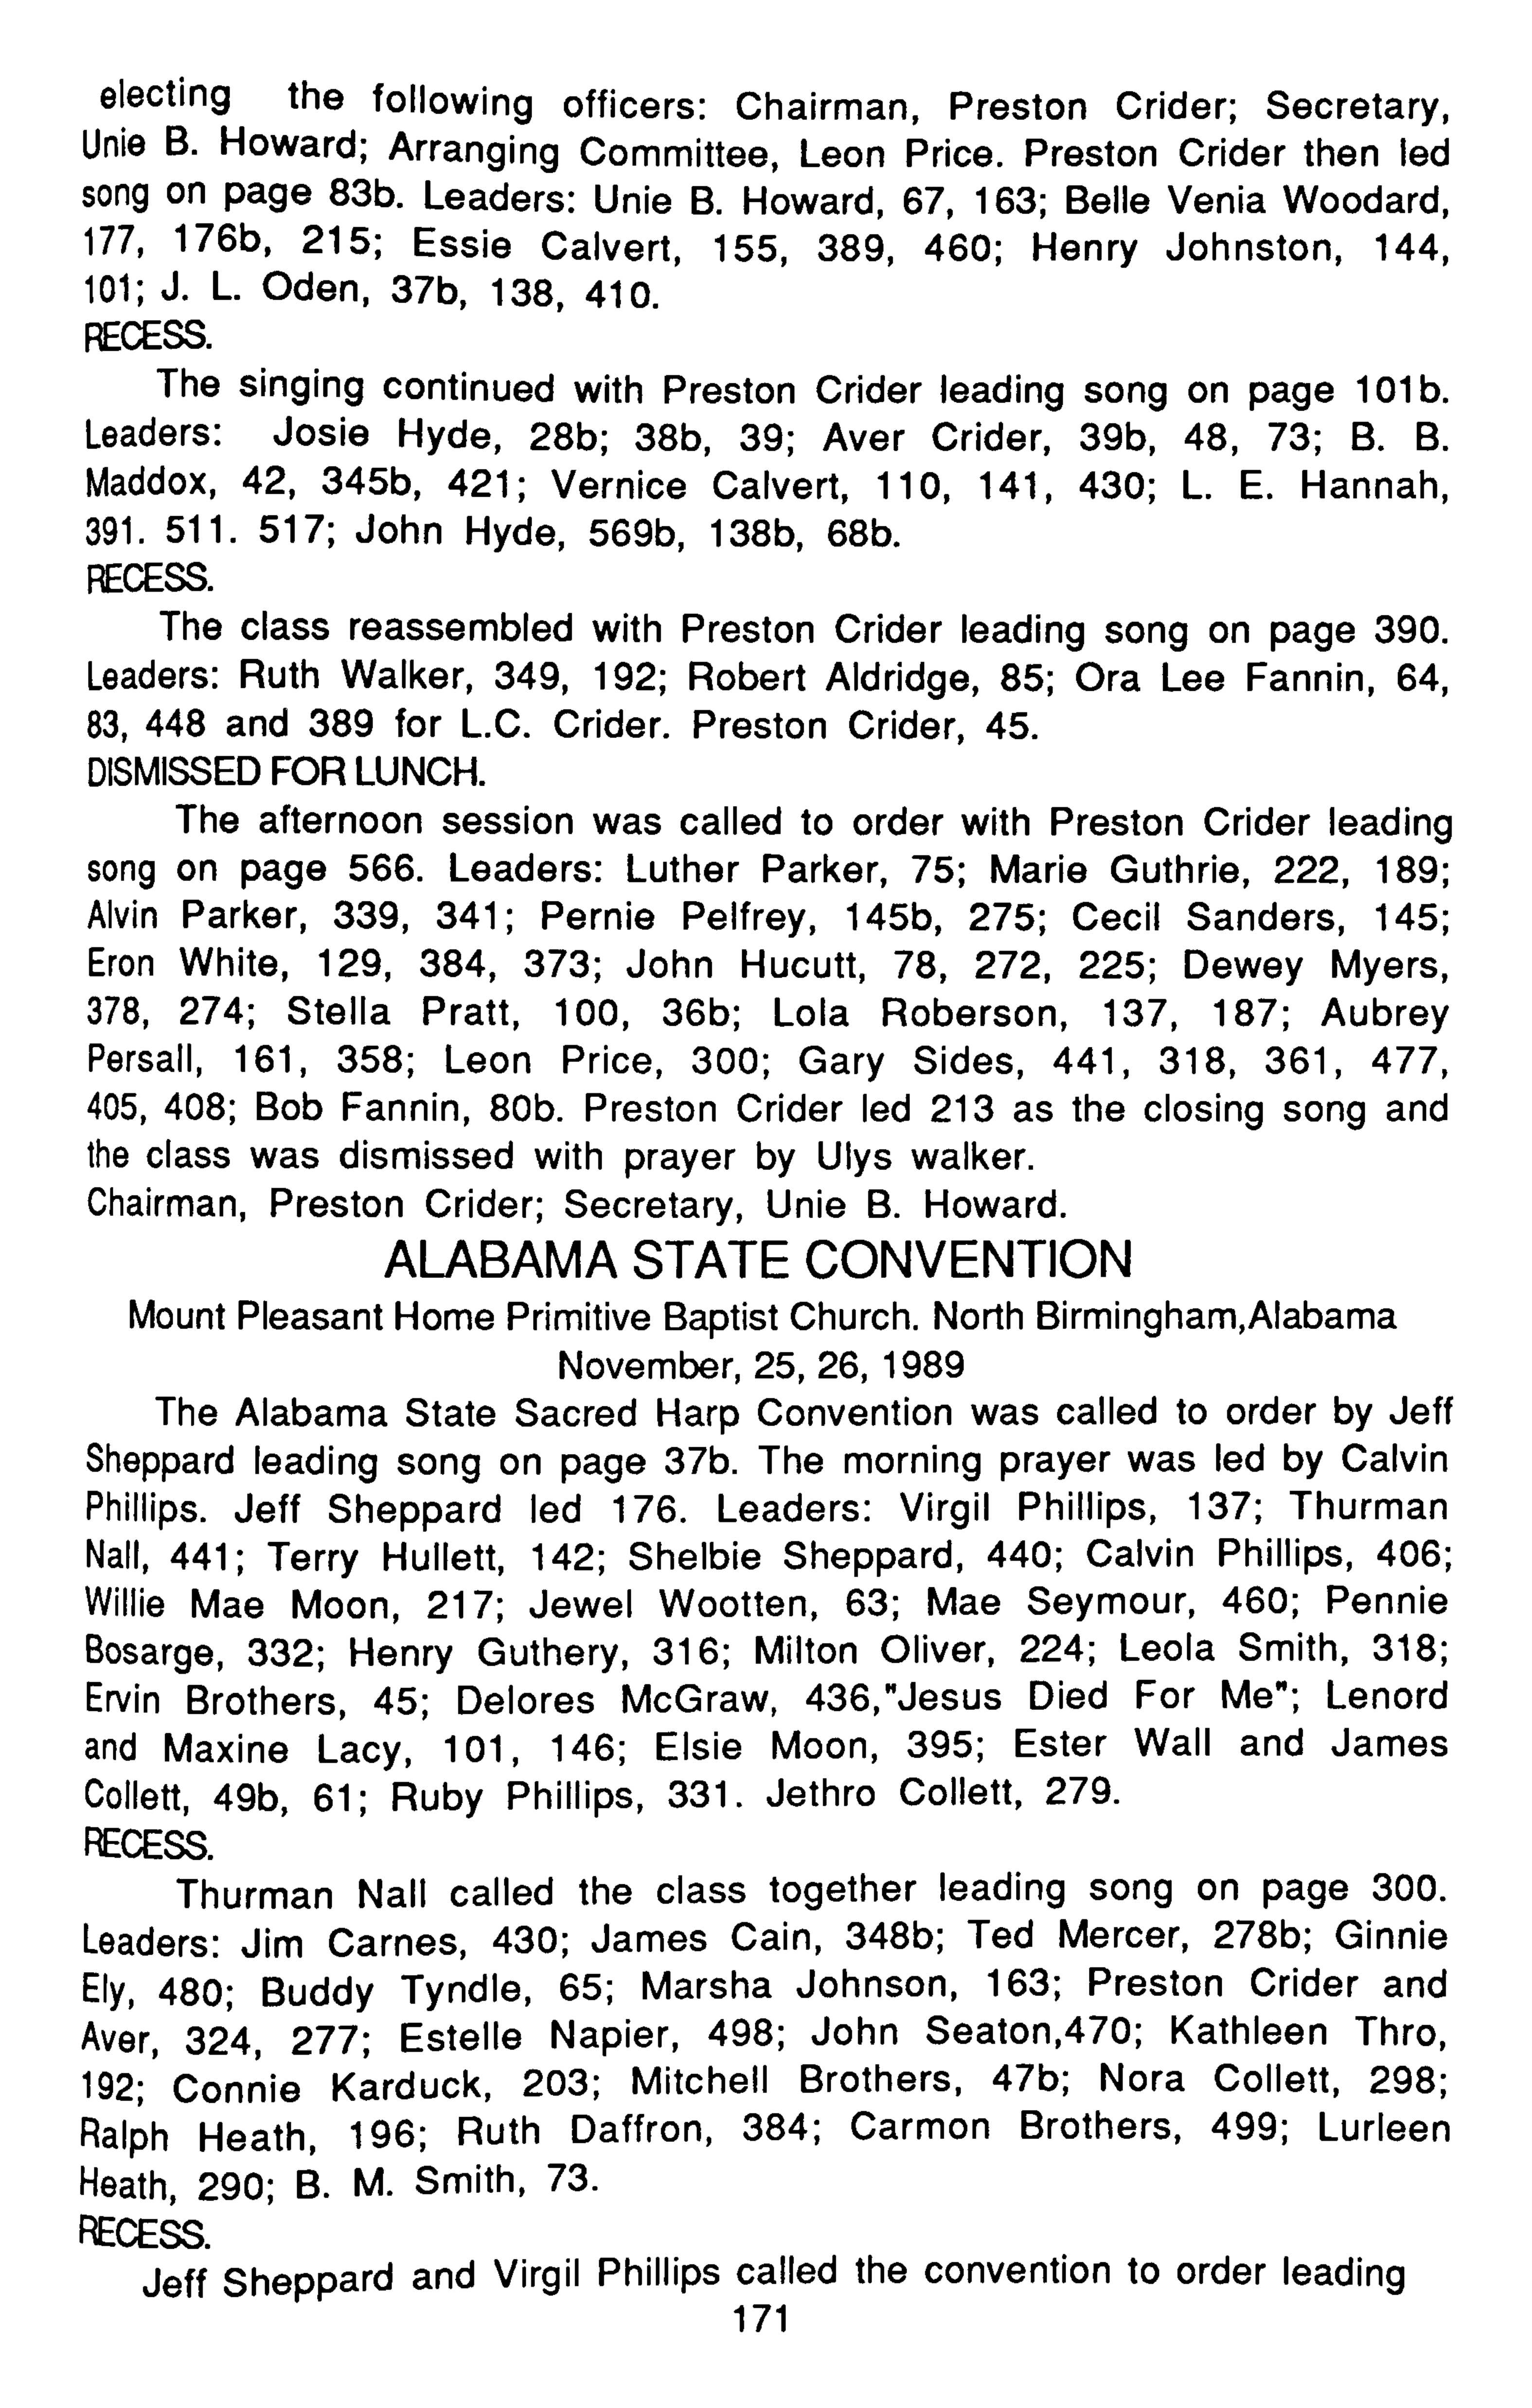 electing the following officers: Chairman, Preston Crider; Secretary,
Unie B. Howard; Arranging Committee, Leon Price. Preston Crider then led
song on page 83b. Leaders: Unie B. Howard, 67, 163; Belle Venia Woodard,
177, 176b, 215; Essie Calvert, 155, 389, 460; Henry Johnston, 144,
101; J. L. Oden, 37b, 138, 410.
RECESS.
The singing continued with Preston Crider leading song on page 101b.
Leaders: Josie Hyde, 28b; 38b, 39; Aver Crider, 39b, 48, 73; B. B.
Maddox, 42, 345b, 421; Vernice Calvert, 110, 141, 430; L. E. Hannah,
391. 511. 517; John Hyde, 569b, 138b, 68b.
RECESS.
The class reassembled with Preston Crider leading song on page 390.
Leaders: Ruth Walker, 349, 192; Robert Aldridge, 85; Ora Lee Fannin, 64,
83, 448 and 389 for L.C. Crider. Preston Crider, 45.
DISMISSED FOR LUNCH.
The afternoon session was called to order with Preston Crider leading
song on page 566. Leaders: Luther Parker, 75; Marie Guthrie, 222, 189;
Alvin Parker, 339, 341; Pernie Pelfrey, 145b, 275; Cecil Sanders, 145;
Eron White, 129, 384, 373; John Hucutt, 78, 272, 225; Dewey Myers,
378, 274; Stella Pratt, 100, 36b; Lola Roberson, 137, 187; Aubrey
Persall, 161, 358; Leon Price, 300; Gary Sides, 441, 318, 361, 477,
405, 408; Bob Fannin, 80b. Preston Crider led 213 as the closing song and
the class was dismissed with prayer by Ulys walker.
Chairman, Preston Crider; Secretary, Unie B. Howard.
ALABAMA STATE CONVENTION
Mount Pleasant Home Primitive Baptist Church. North Birmingham,Alabama
November, 25, 26, 1989
The Alabama State Sacred Harp Convention was called to order by Jeff
Sheppard leading song on page 37b. The morning prayer was led by Calvin
Phillips. Jeff Sheppard led 176. Leaders: Virgil Phillips, 137; Thurman
Nall, 441; Terry Hullett, 142; Shelbie Sheppard, 440; Calvin Phillips, 406;
Willie Mae Moon, 217; Jewel Wootten, 63; Mae Seymour, 460; Pennie
Bosarge, 332; Henry Guthery, 316; Milton Oliver, 224; Leola Smith, 318;
Ervin Brothers, 45; Delores McGraw, 436,"Jesus Died For Me"; Lenord
and Maxine Lacy, 101, 146; Elsie Moon, 395; Ester Wall and James
Collett, 49b, 61; Ruby Phillips, 331. Jethro Collett, 279.
RECESS.
Thurman Nall called the class together leading song on page 300.
Leaders: Jim Carnes, 430; James Cain, 348b; Ted Mercer, 278b; Ginnie
Ely, 480; Buddy Tyndle, 65; Marsha Johnson, 163; Preston Crider and
Aver, 324, 277; Estelle Napier, 498; John Seaton,470; Kathleen Thro,
192; Connie Karduck, 203; Mitchell Brothers, 47b; Nora Collett, 298;
Ralph Heath, 196; Ruth Daffron, 384; Carmon Brothers, 499; Lurleen
Heath, 290; B. M. Smith, 73.
RECESS.
Jeff Sheppard and Virgil Phillips called the convention to order leading
171